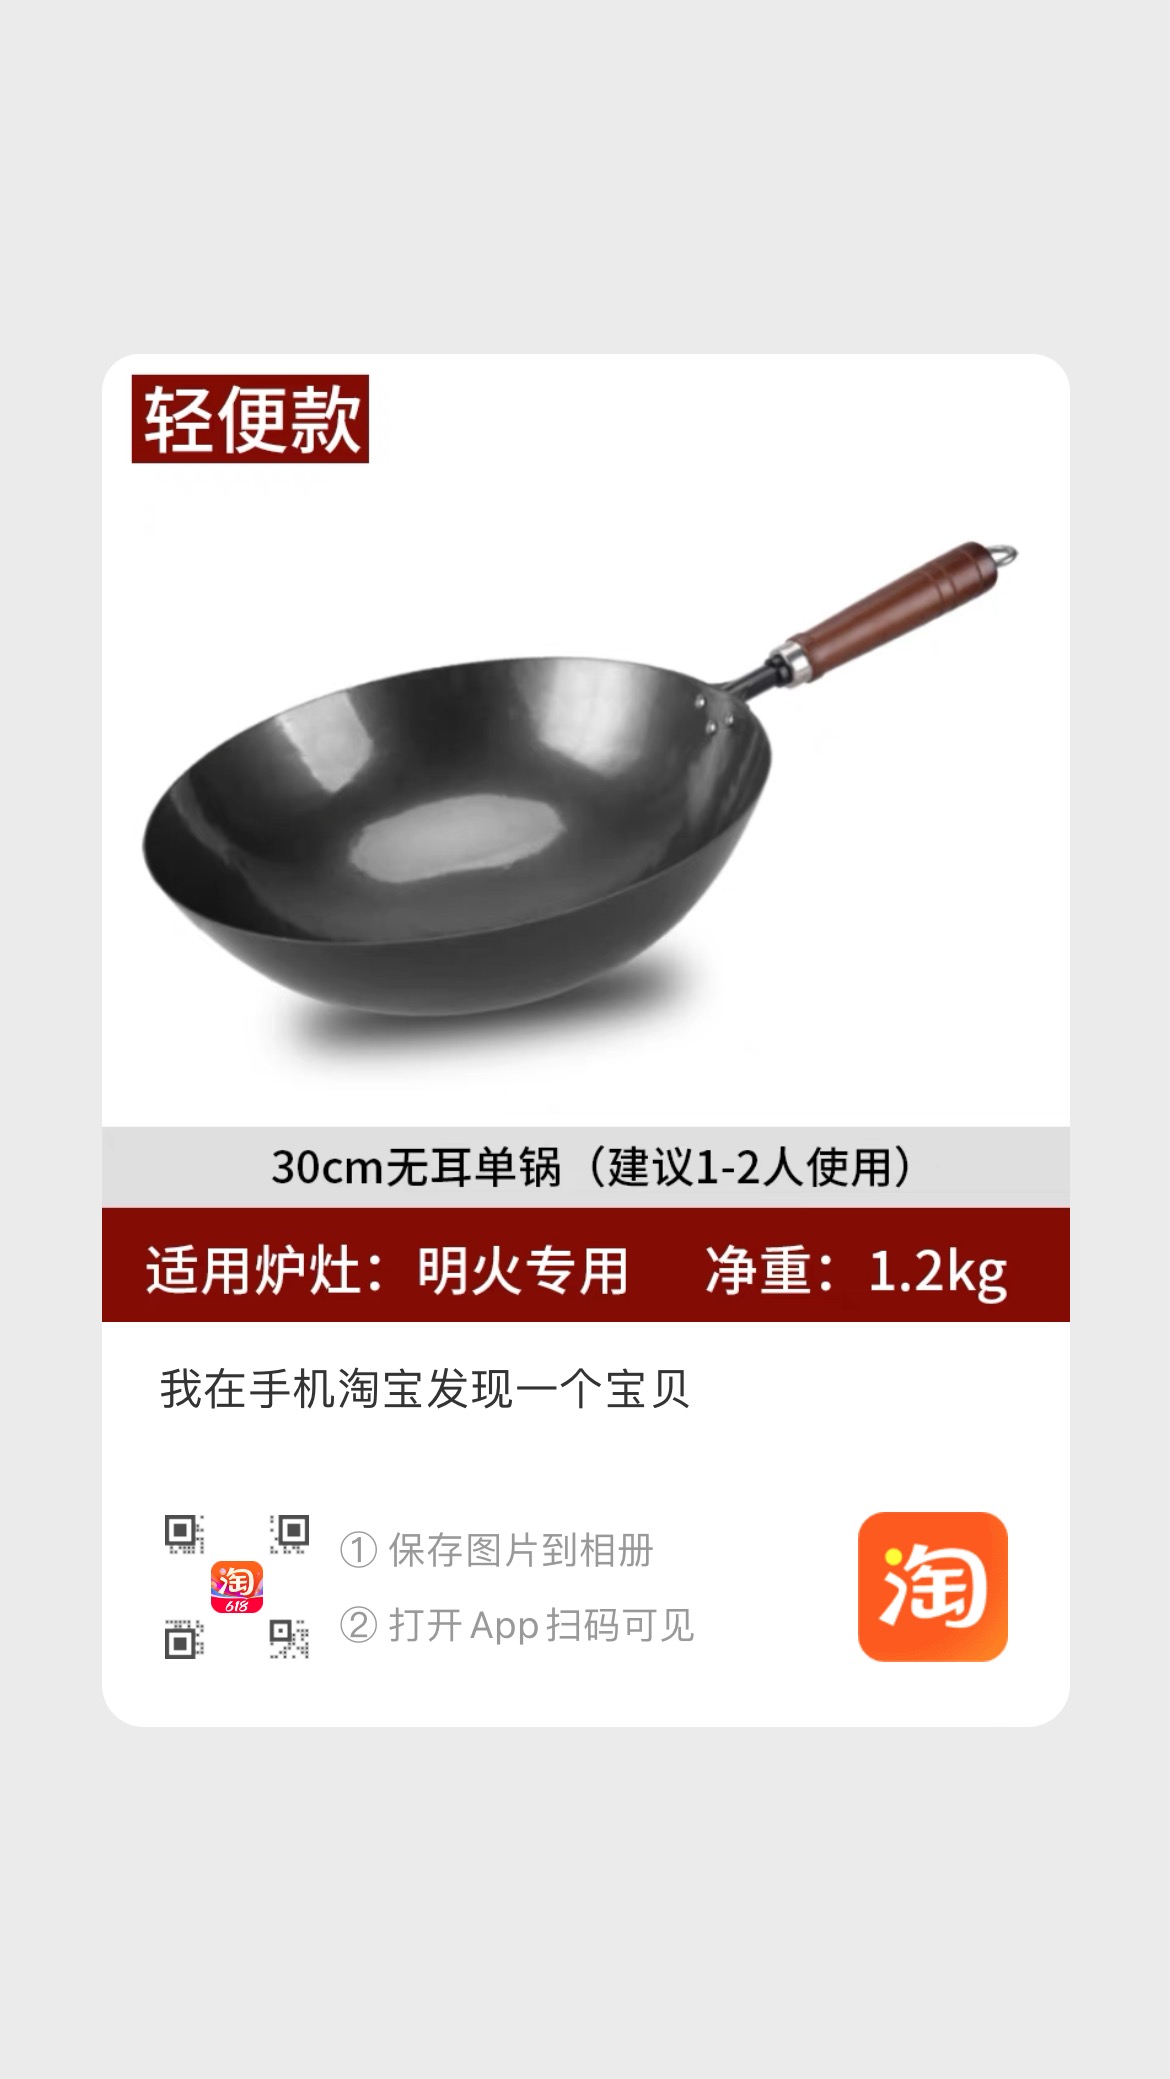 轻便款
30cm无耳单锅（建议1-2人使用）
适用炉灶：明火专用 净重：1.2kg
我在手机淘宝发现一个宝贝
① 保存图片到相册
② 打开App扫码可见
淘
618
淘